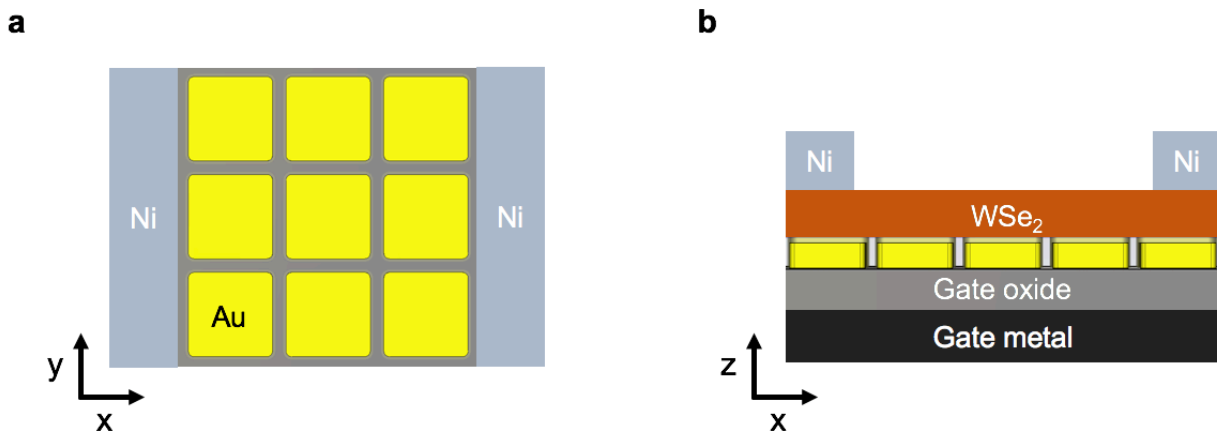 a
b
Ni
Ni
Au
y
x
Ni
Ni
WSe₂
Gate oxide
Gate metal
z
x